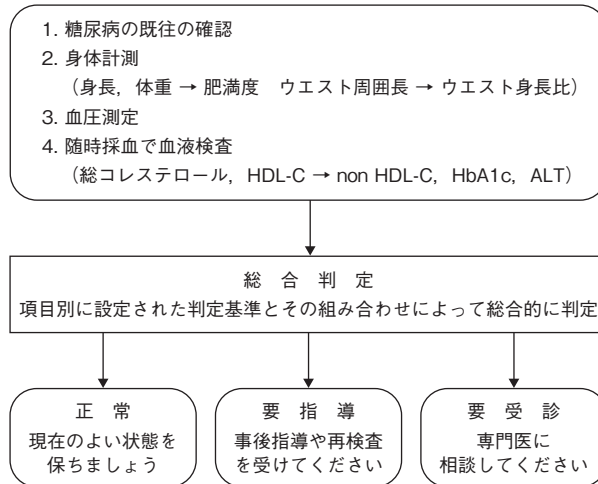 1. 糖尿病の既往の確認
2. 身体計測
（身長，体重 → 肥満度　ウエスト周囲長 → ウエスト身長比）
3. 血圧測定
4. 随時採血で血液検査
（総コレステロール，HDL-C → non HDL-C，HbA1c，ALT）
総　合　判　定
項目別に設定された判定基準とその組み合わせによって総合的に判定
正　常
現在のよい状態を
保ちましょう
要　指　導
事後指導や再検査
を受けてください
要　受　診
専門医に
相談してください